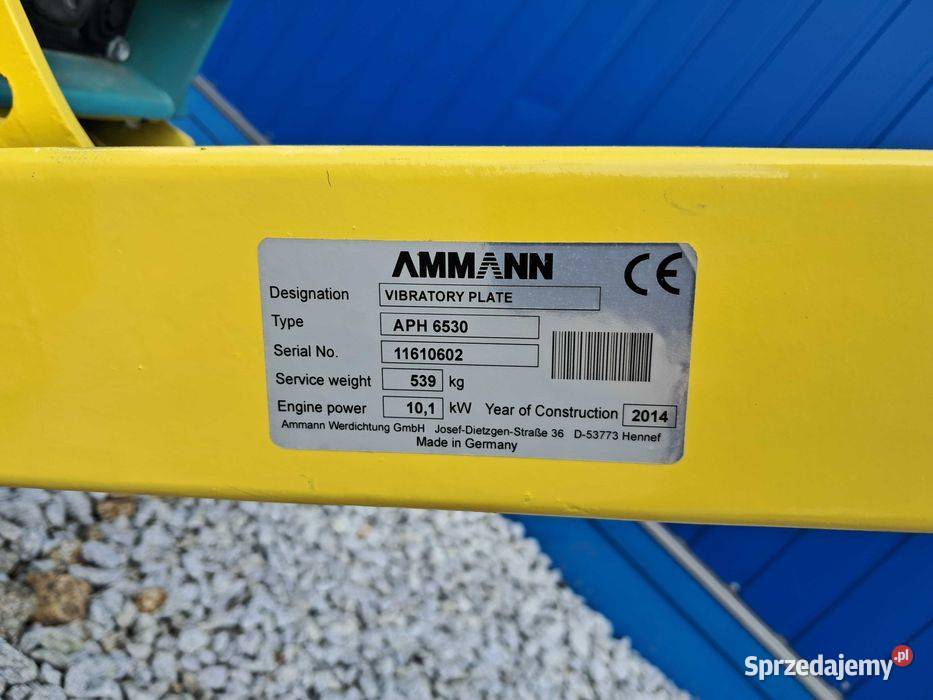 AMMANN
CE
Designation VIBRATORY PLATE
Type APH 6530
Serial No. 11610602
Service weight 539 kg
Engine power 10,1 kW Year of Construction 2014
Ammann Werdichtung GmbH Josef-Dietzgen-Straße 36 D-53773 Hennef
Made in Germany
Sprzedajemy.pl